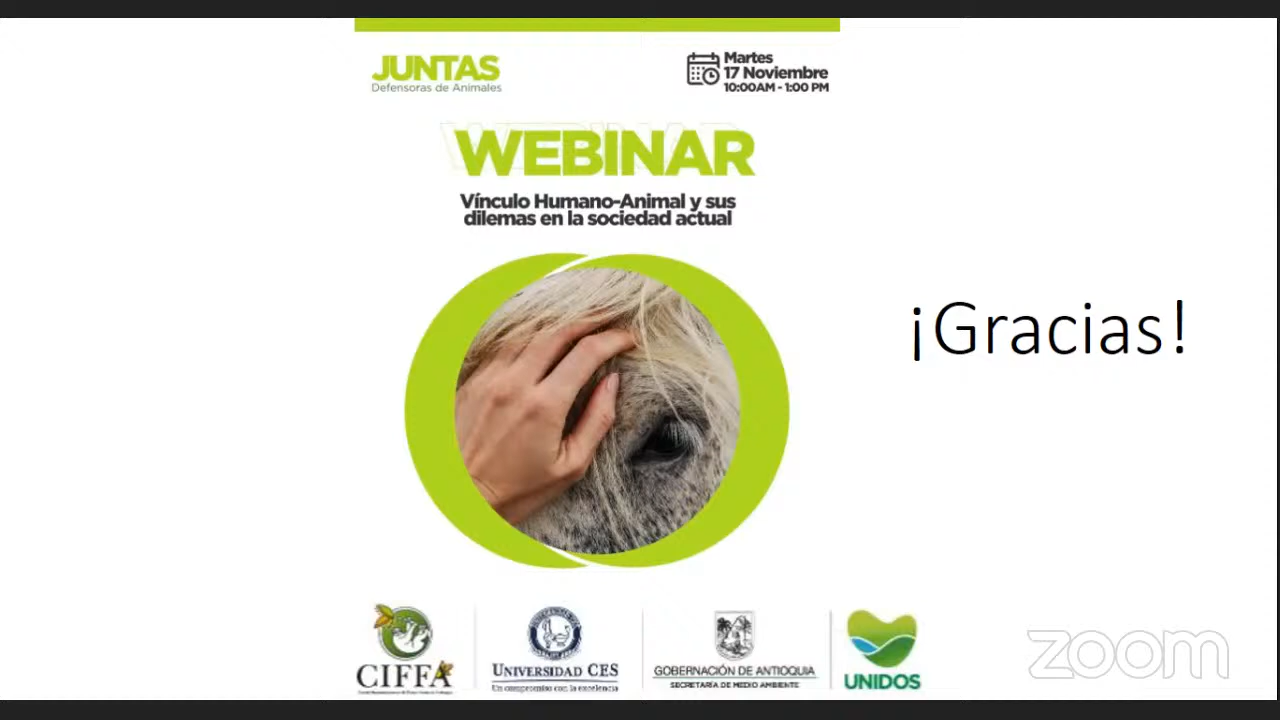 JUNTAS
Defensoras de Animales
Martes
17 Noviembre
10:00AM - 1:00 PM
WEBINAR
Vínculo Humano-Animal y sus
dilemas en la sociedad actual
¡Gracias!
CIFFA
UNIVERSIDAD CES
Un compromiso con la excelencia
GOBERNACIÓN DE ANTIOQUIA
SECRETARÍA DE MEDIO AMBIENTE
UNIDOS
zoom